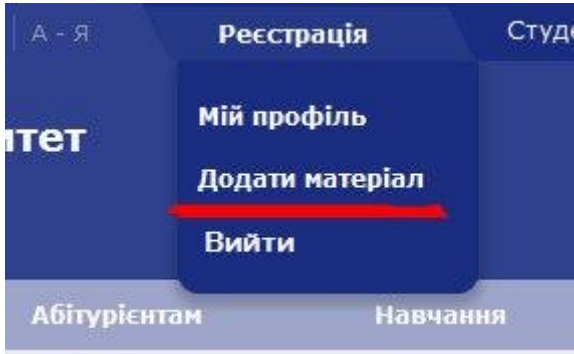 А - Я Реєстрація
Мій профіль
Додати матеріал
Вийти
Абітурієнтам Навчання